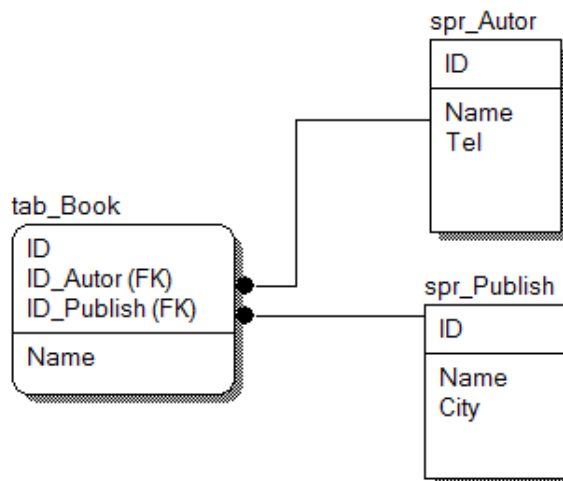 spr_Autor
ID
Name
Tel
tab_Book
ID
ID_Autor (FK)
ID_Publish (FK)
Name
spr_Publish
ID
Name
City